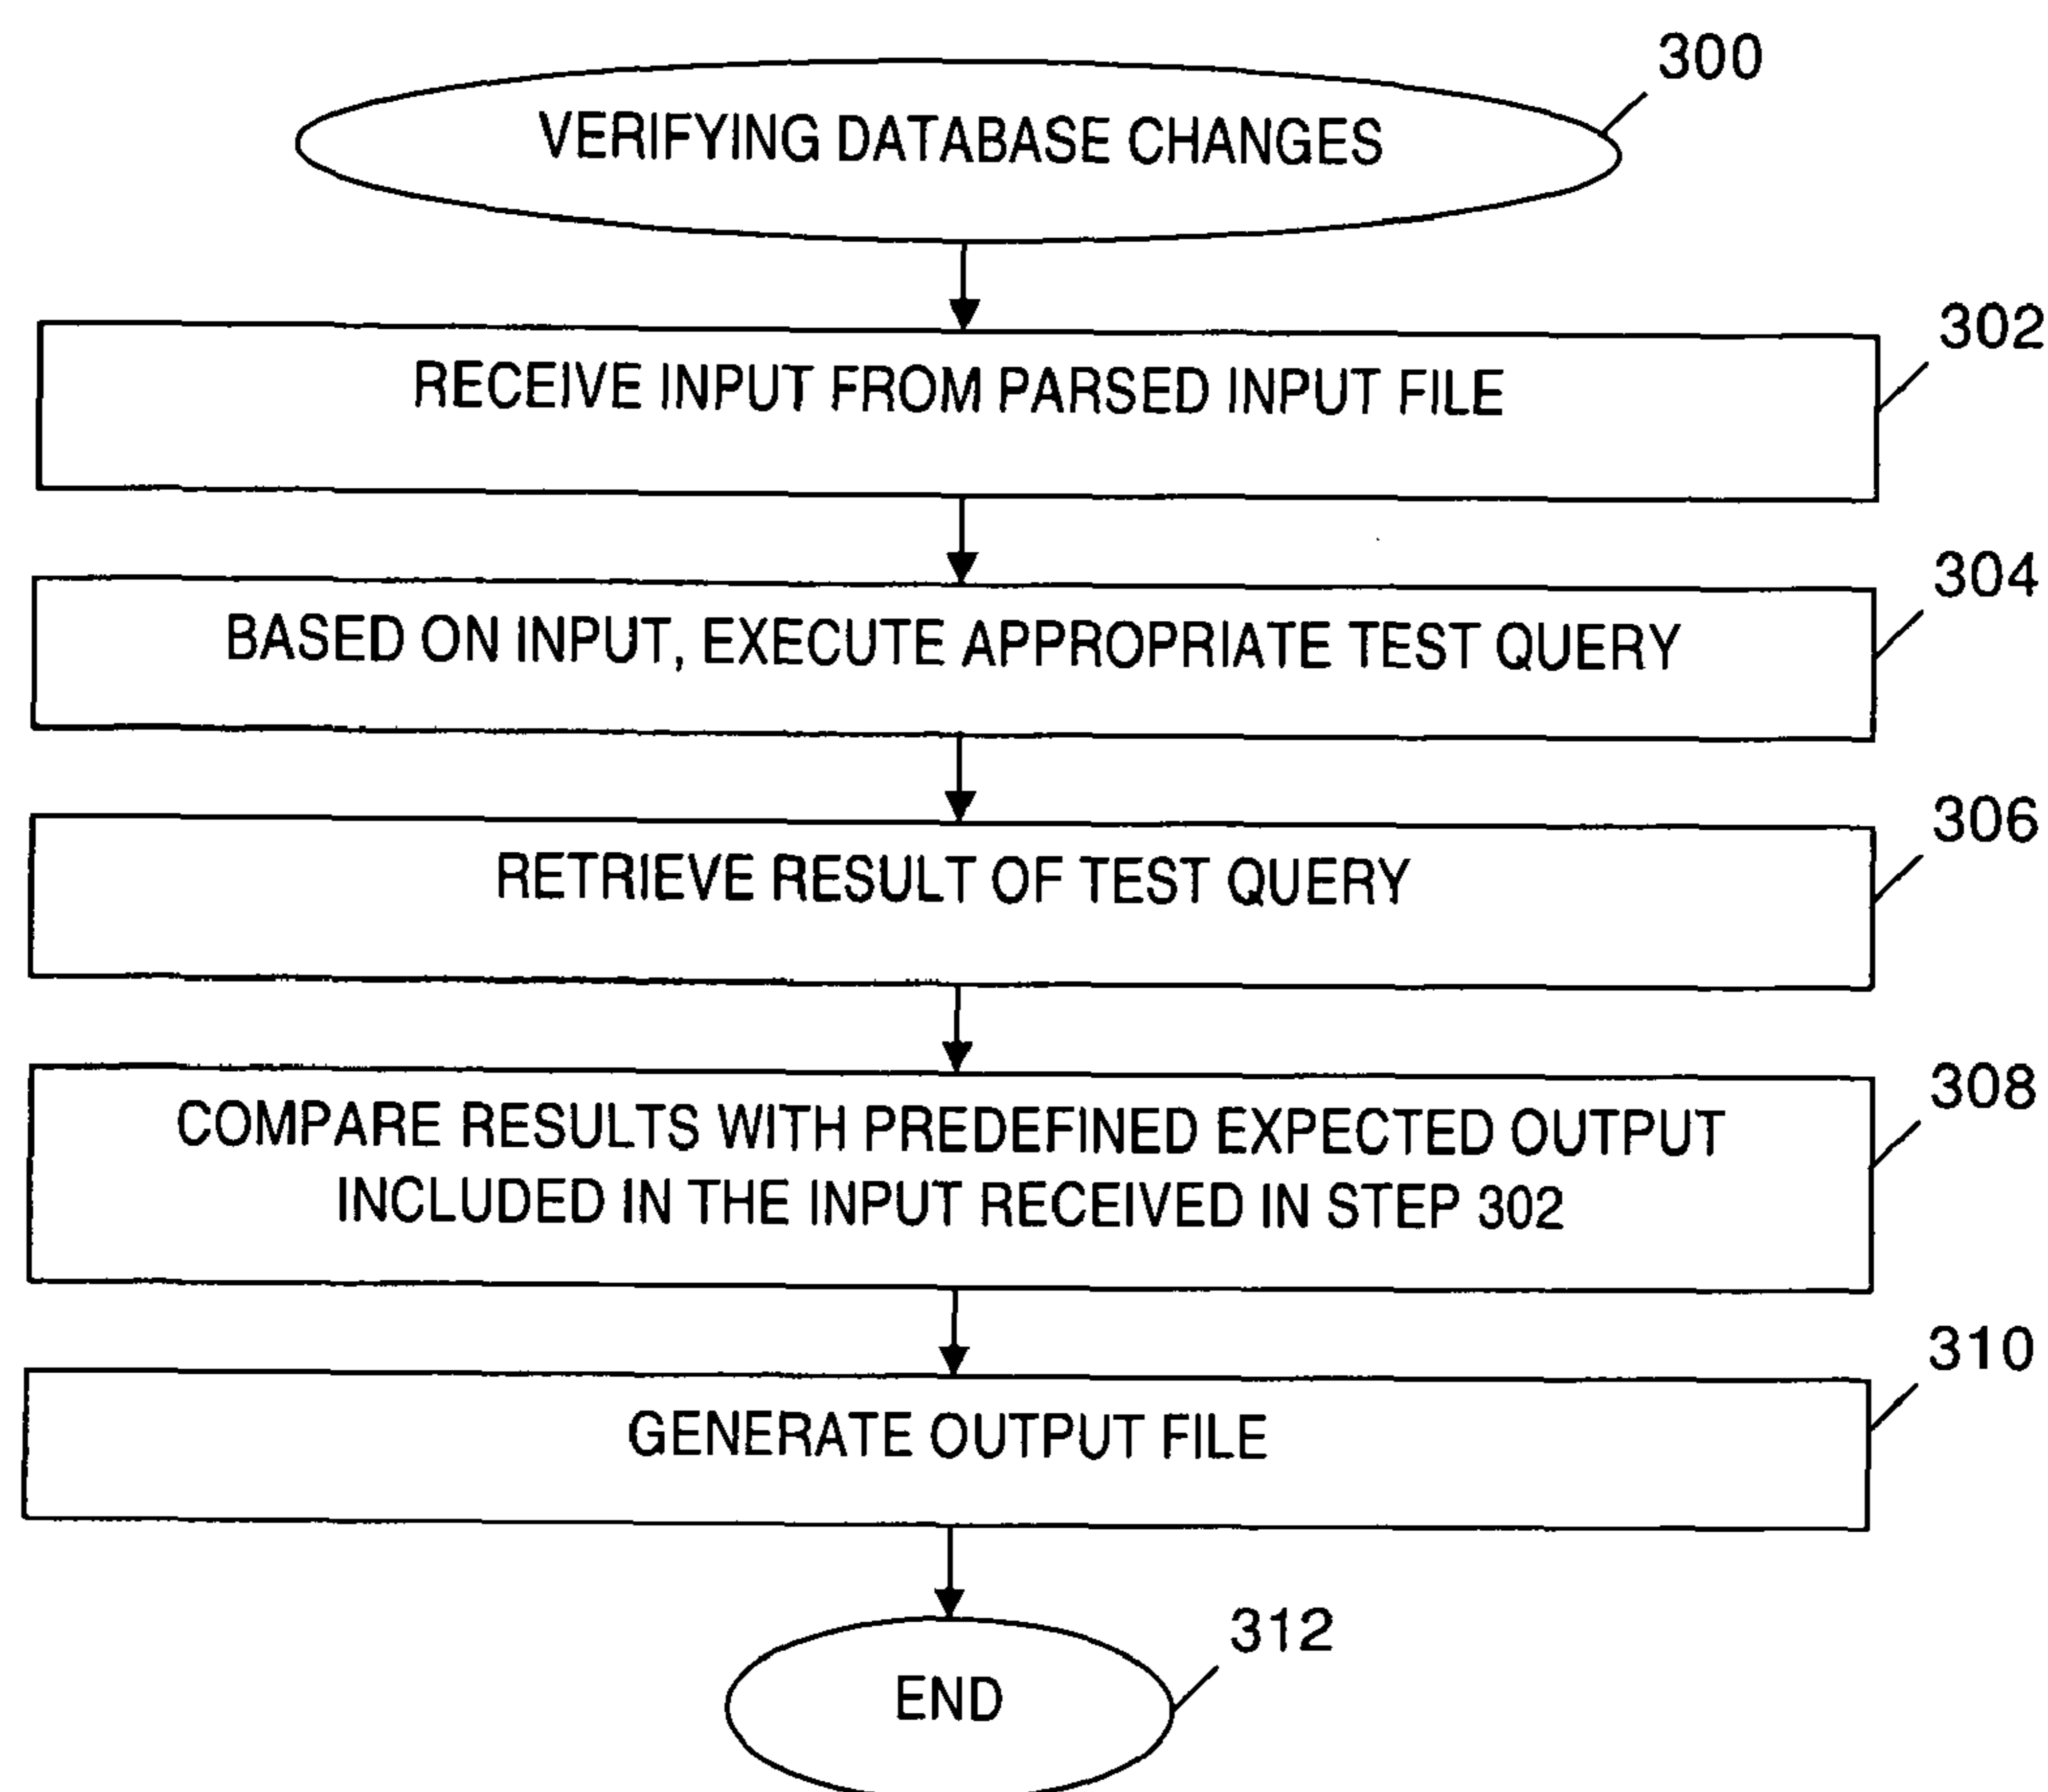 300
VERIFYING DATABASE CHANGES
302
RECEIVE INPUT FROM PARSED INPUT FILE
304
BASED ON INPUT, EXECUTE APPROPRIATE TEST QUERY
306
RETRIEVE RESULT OF TEST QUERY
308
COMPARE RESULTS WITH PREDEFINED EXPECTED OUTPUT
INCLUDED IN THE INPUT RECEIVED IN STEP 302
310
GENERATE OUTPUT FILE
312
END